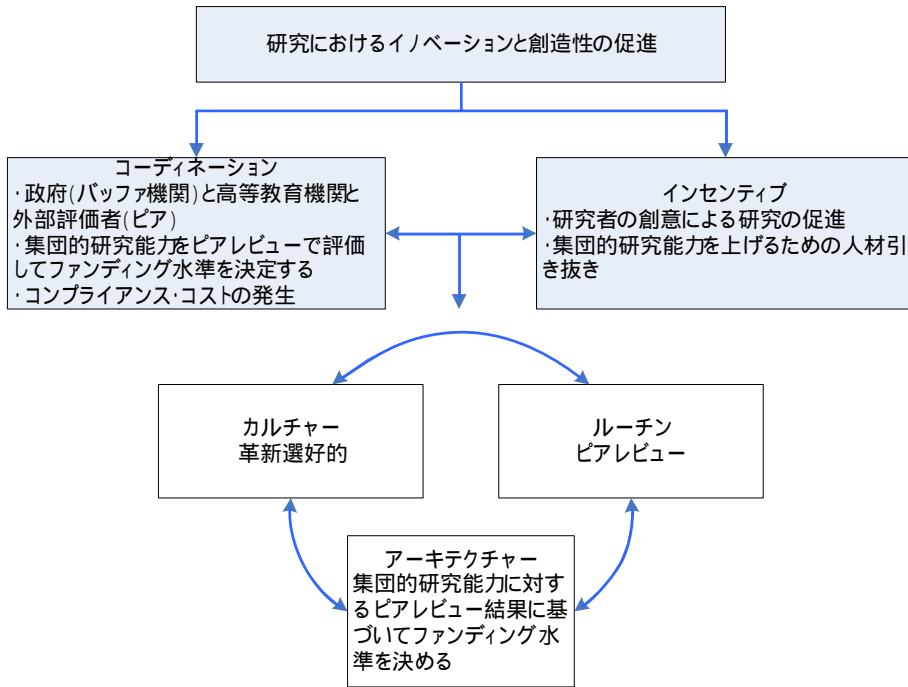 研究におけるイノベーションと創造性の促進
コーディネーション
・政府(バッファ機関)と高等教育機関と
外部評価者(ピア)
・集団的研究能力をピアレビューで評価
してファンディング水準を決定する
・コンプライアンス・コストの発生
インセンティブ
・研究者の創意による研究の促進
・集団的研究能力を上げるための人材引
き抜き
カルチャー
革新選好的
ルーチン
ピアレビュー
アーキテクチャー
集団的研究能力に対す
るピアレビュー結果に基
づいてファンディング水
準を決める